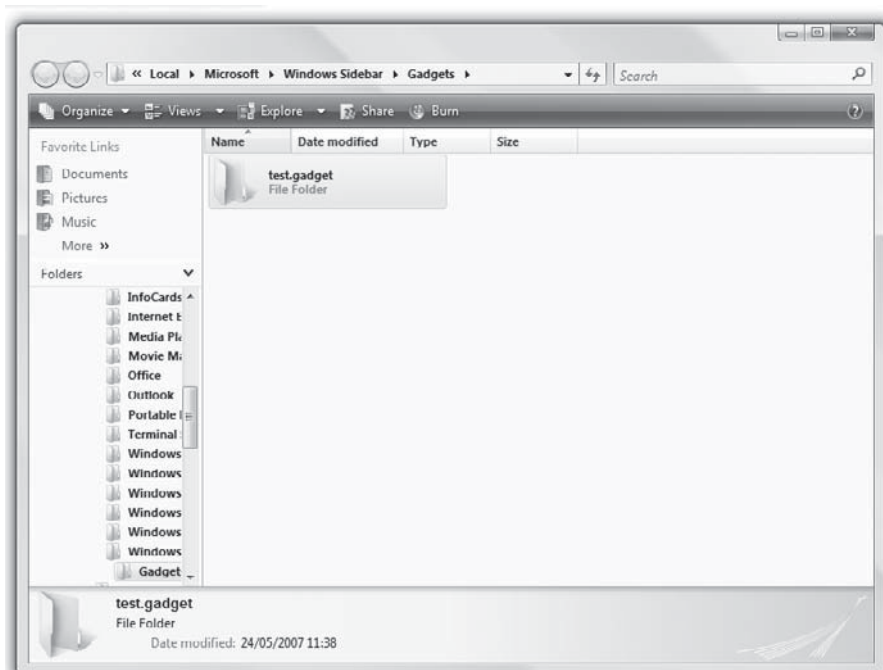 « Local ▸ Microsoft ▸ Windows Sidebar ▸ Gadgets ▸
Search
Organize Views Explore Share Burn
Favorite Links
Documents
Pictures
Music
More »
Folders
Name Date modified Type Size
test.gadget
File Folder
InfoCards
Internet E
Media Pla
Movie Ma
Office
Outlook
Portable
Terminal
Windows
Windows
Windows
Windows
Windows
Windows
Gadget
test.gadget
File Folder
Date modified: 24/05/2007 11:38